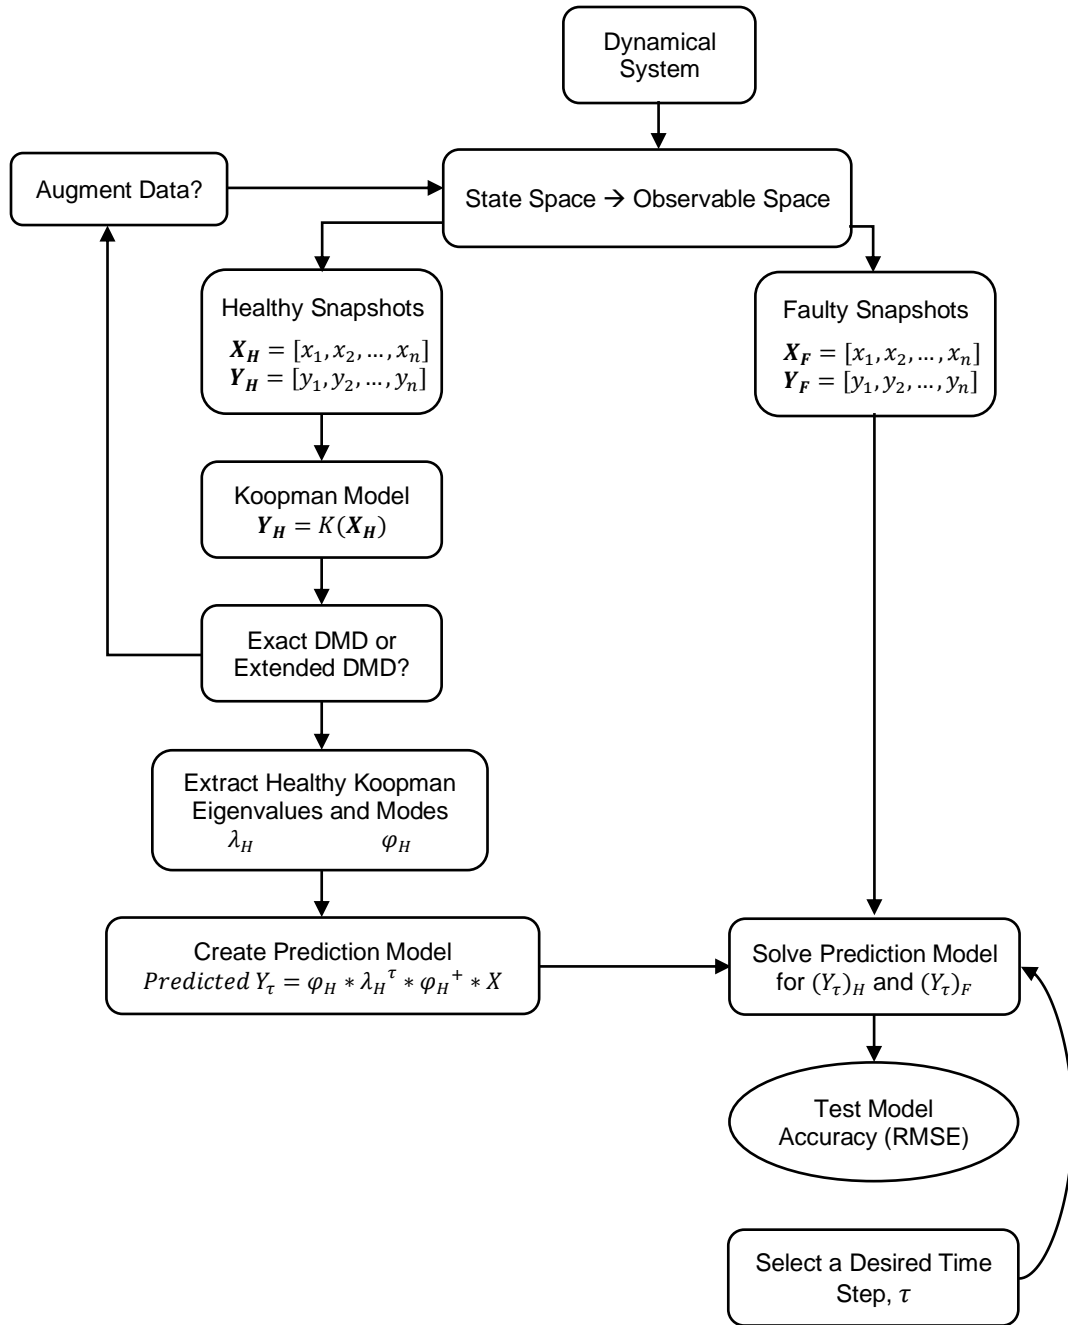 Dynamical
System
Augment Data?
State Space → Observable Space
Healthy Snapshots
X_H = [x_1, x_2, …, x_n]
Y_H = [y_1, y_2, …, y_n]
Faulty Snapshots
X_F = [x_1, x_2, …, x_n]
Y_F = [y_1, y_2, …, y_n]
Koopman Model
Y_H = K(X_H)
Exact DMD or
Extended DMD?
Extract Healthy Koopman
Eigenvalues and Modes
λ_H φ_H
Create Prediction Model
Predicted Y_τ = φ_H * λ_H^τ * φ_H^+ * X
Solve Prediction Model
for (Y_τ)_H and (Y_τ)_F
Test Model
Accuracy (RMSE)
Select a Desired Time
Step, τ